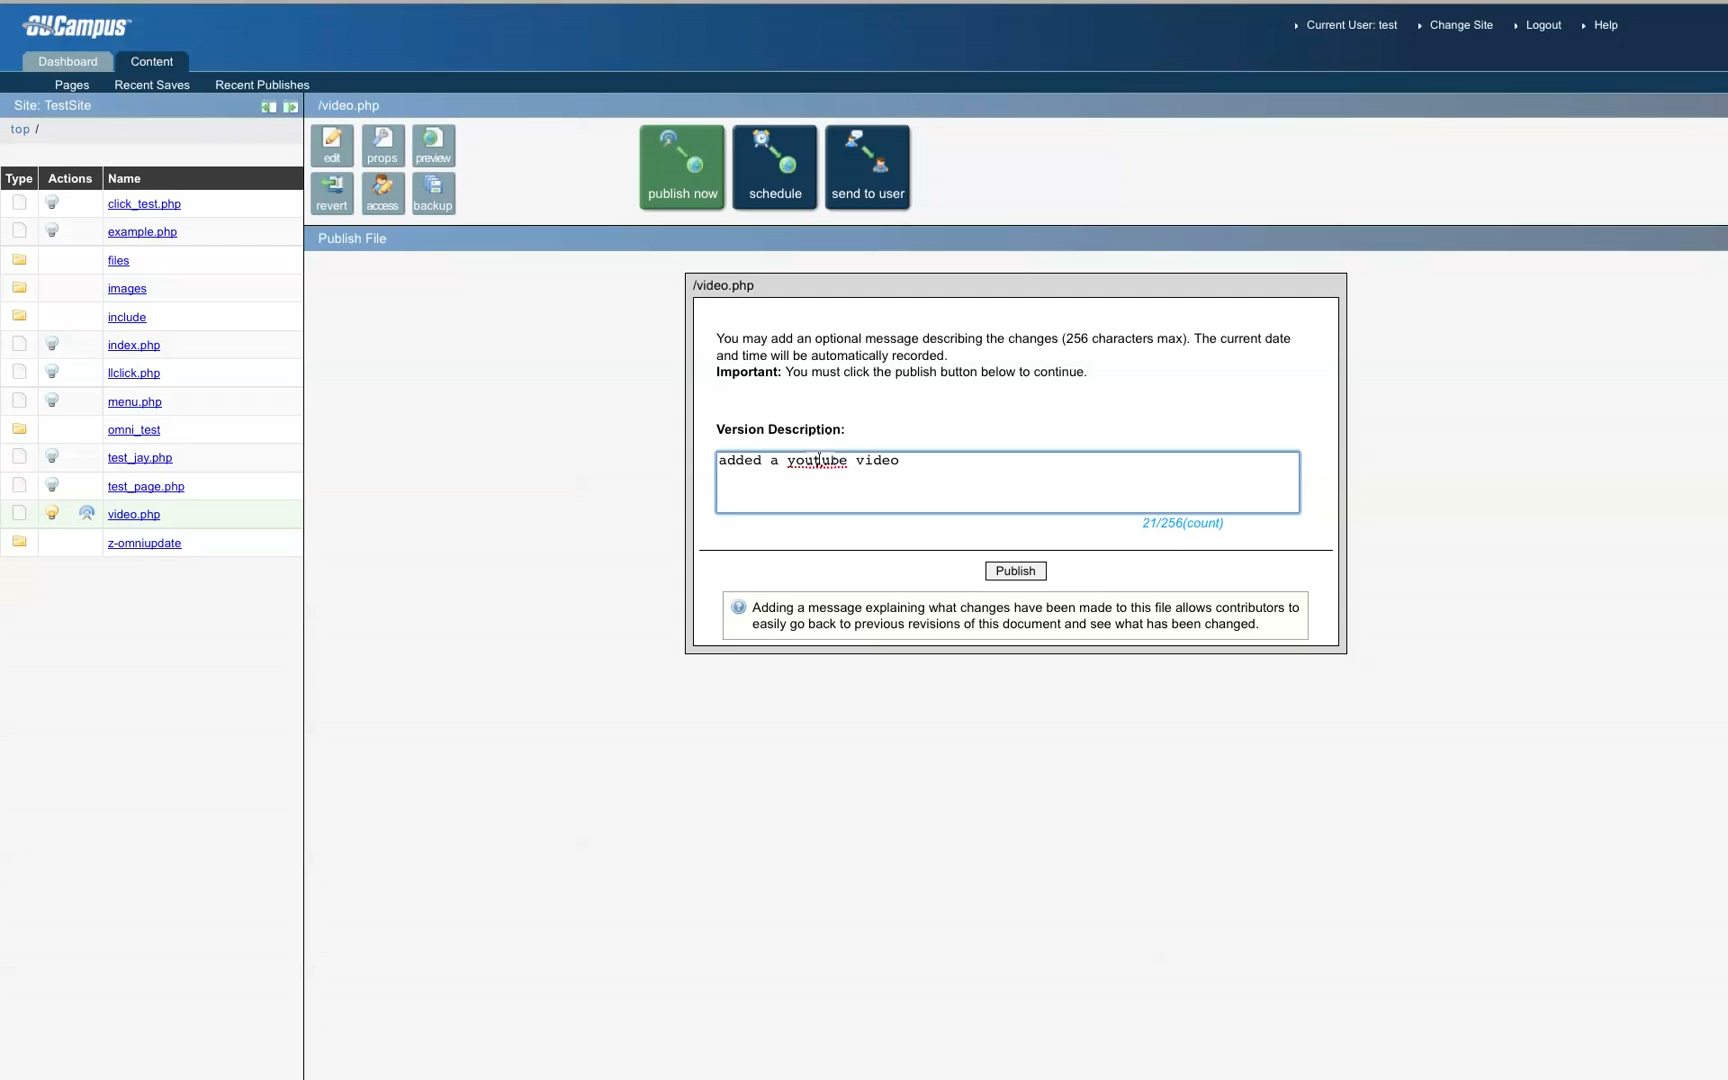 OUCampus™
Current User: test
Change Site
Logout
Help
Dashboard
Content
Pages
Recent Saves
Recent Publishes
Site: TestSite
/video.php
top /
edit
props
preview
revert
access
backup
publish now
schedule
send to user
Type
Actions
Name
click_test.php
example.php
files
images
include
index.php
llclick.php
menu.php
omni_test
test_jay.php
test_page.php
video.php
z-omniupdate
Publish File
/video.php
You may add an optional message describing the changes (256 characters max). The current date
and time will be automatically recorded.
Important: You must click the publish button below to continue.
Version Description:
added a youtube video
21/256(count)
Publish
Adding a message explaining what changes have been made to this file allows contributors to
easily go back to previous revisions of this document and see what has been changed.